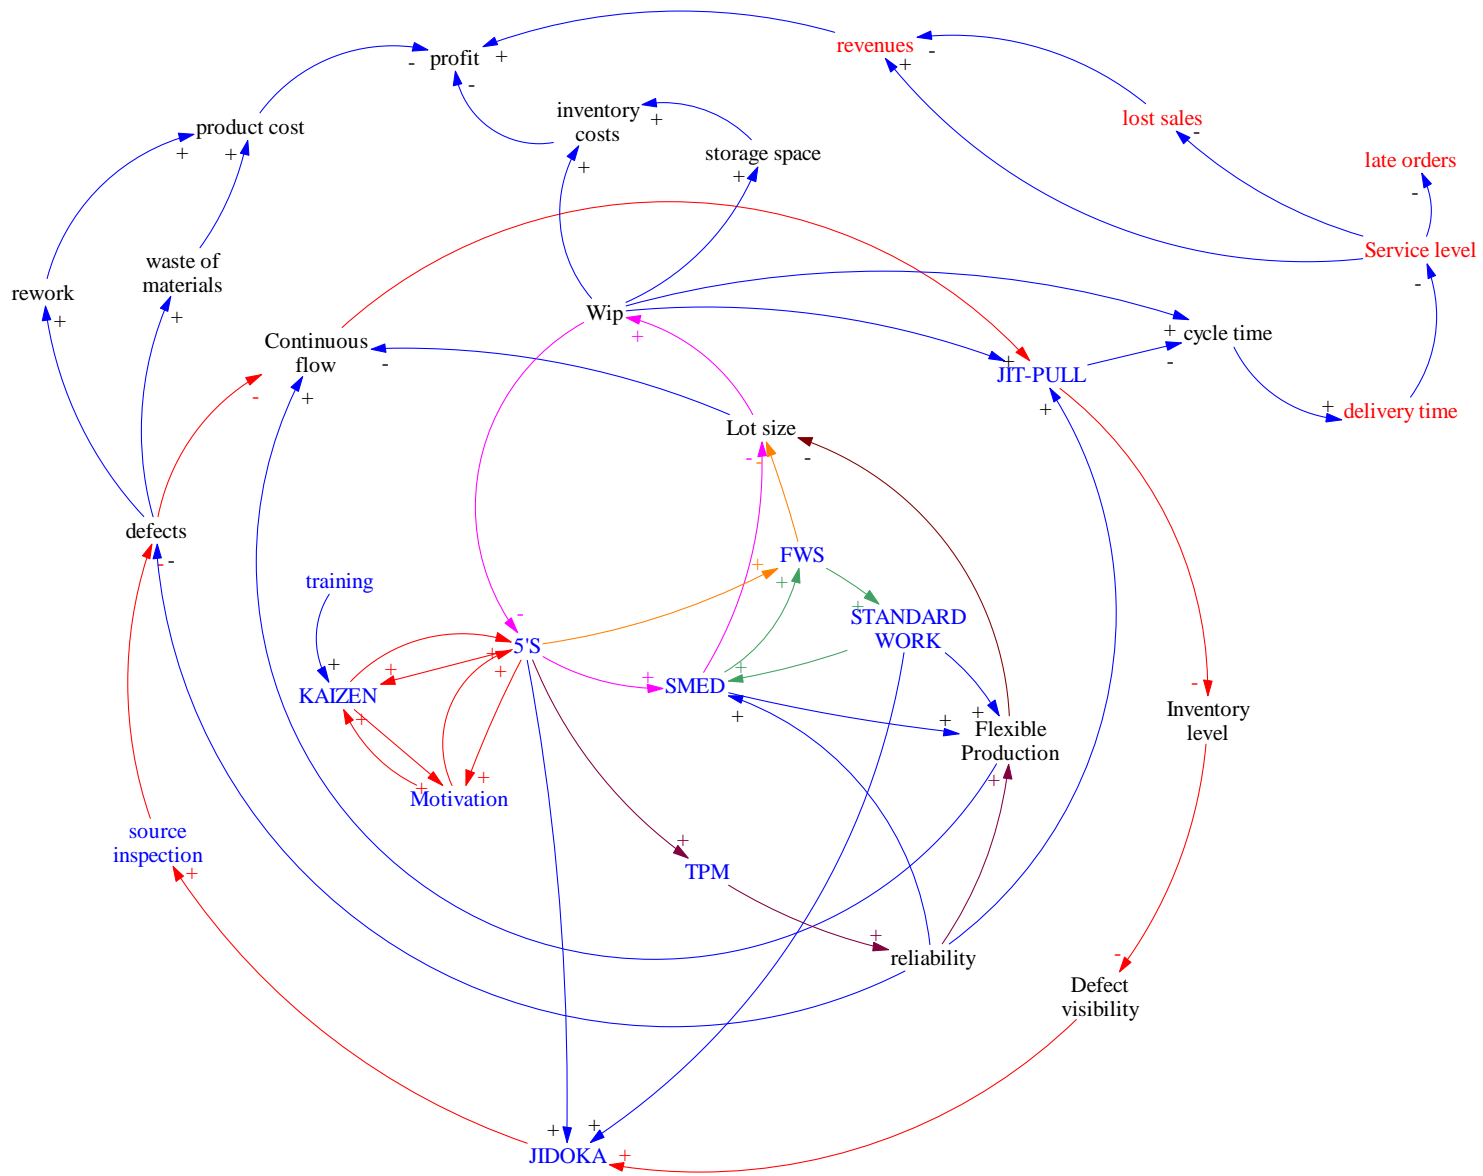 revenues
profit
inventory
costs
lost sales
product cost
storage space
late orders
Service level
waste of
materials
rework
Wip
Continuous
flow
cycle time
JIT-PULL
delivery time
Lot size
defects
FWS
training
STANDARD
WORK
5'S
SMED
KAIZEN
Inventory
level
Flexible
Production
Motivation
source
inspection
TPM
reliability
Defect
visibility
JIDOKA